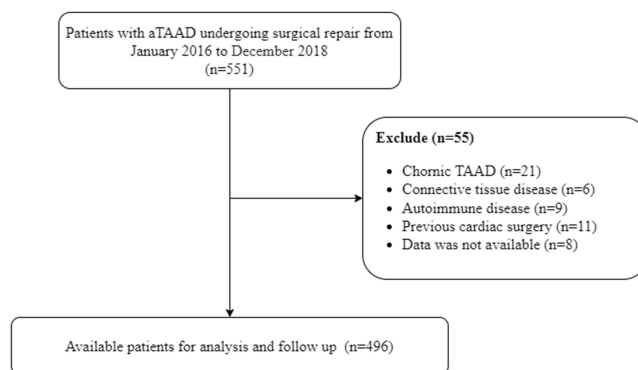 Patients with aTAAD undergoing surgical repair from
January 2016 to December 2018
(n=551)
Exclude (n=55)
• Chornic TAAD (n=21)
• Connective tissue disease (n=6)
• Autoimmune disease (n=9)
• Previous cardiac surgery (n=11)
• Data was not available (n=8)
Available patients for analysis and follow up (n=496)